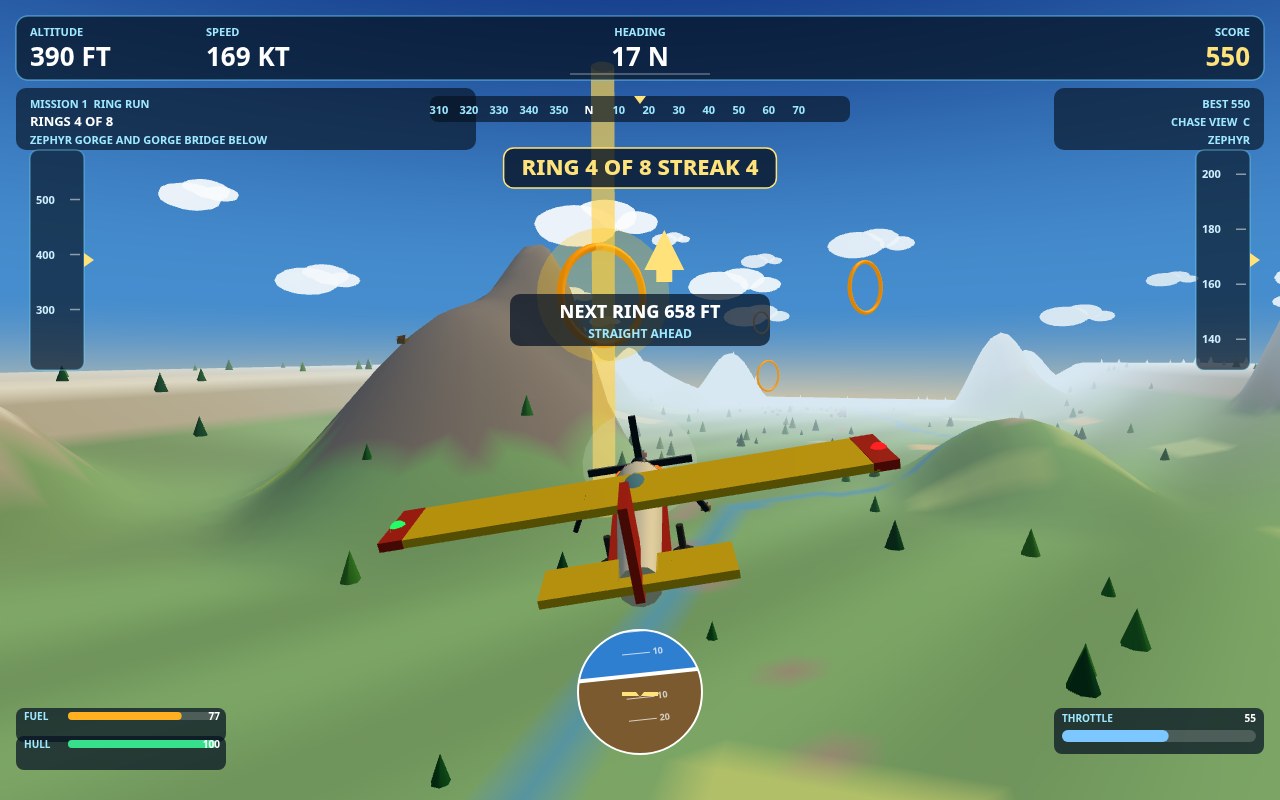 ALTITUDE
390 FT
SPEED
169 KT
HEADING
17 N
SCORE
550
MISSION 1 RING RUN
RINGS 4 OF 8
ZEPHYR GORGE AND GORGE BRIDGE BELOW
310 320 330 340 350 N 10 20 30 40 50 60 70
BEST 550
CHASE VIEW C
ZEPHYR
RING 4 OF 8 STREAK 4
500
400
300
200
180
160
140
NEXT RING 658 FT
STRAIGHT AHEAD
10
10
20
FUEL 77
HULL 100
THROTTLE 55